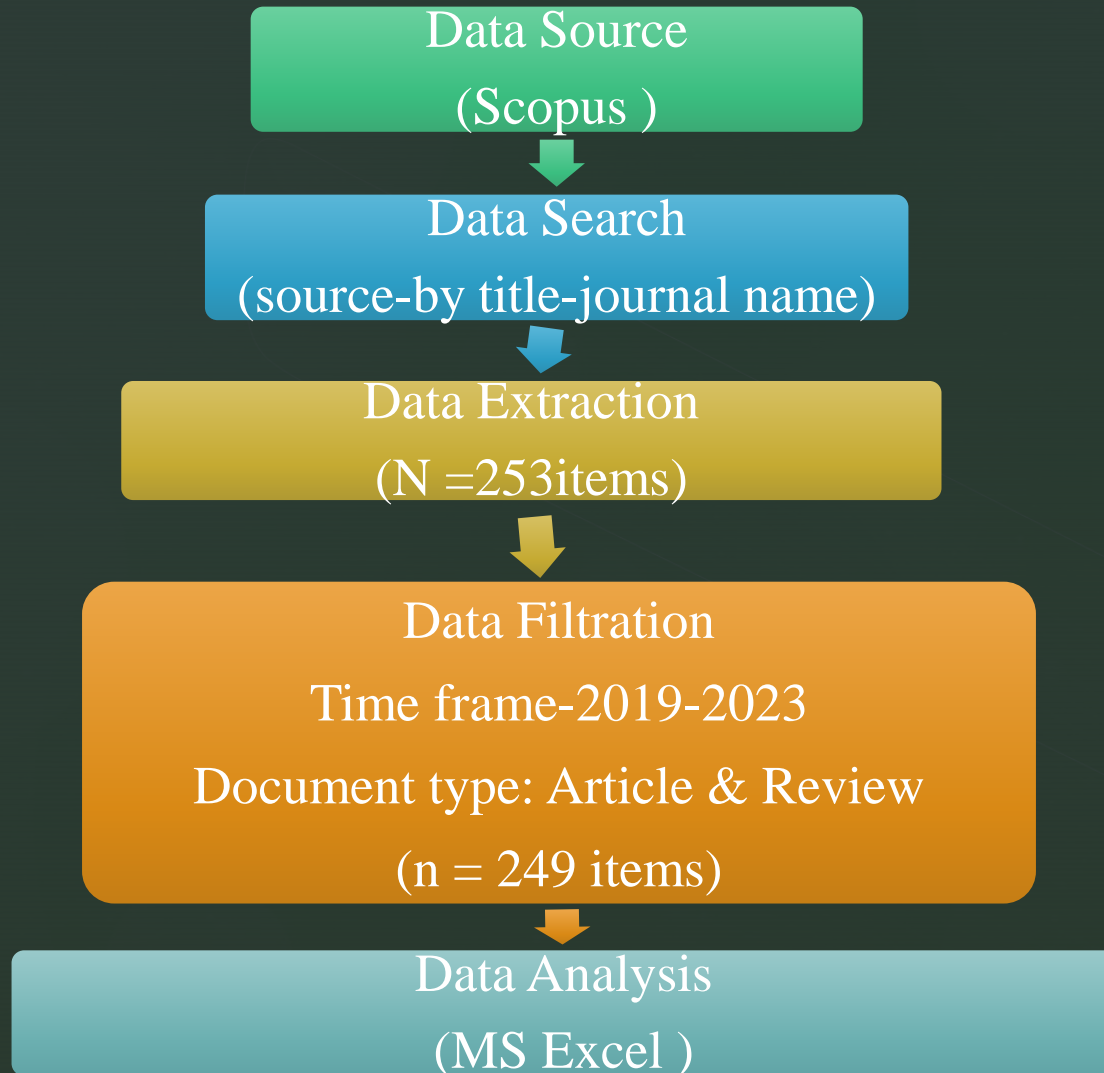 Data Source
(Scopus )
Data Search
(source-by title-journal name)
Data Extraction
(N =253items)
Data Filtration
Time frame-2019-2023
Document type: Article & Review
(n = 249 items)
Data Analysis
(MS Excel )